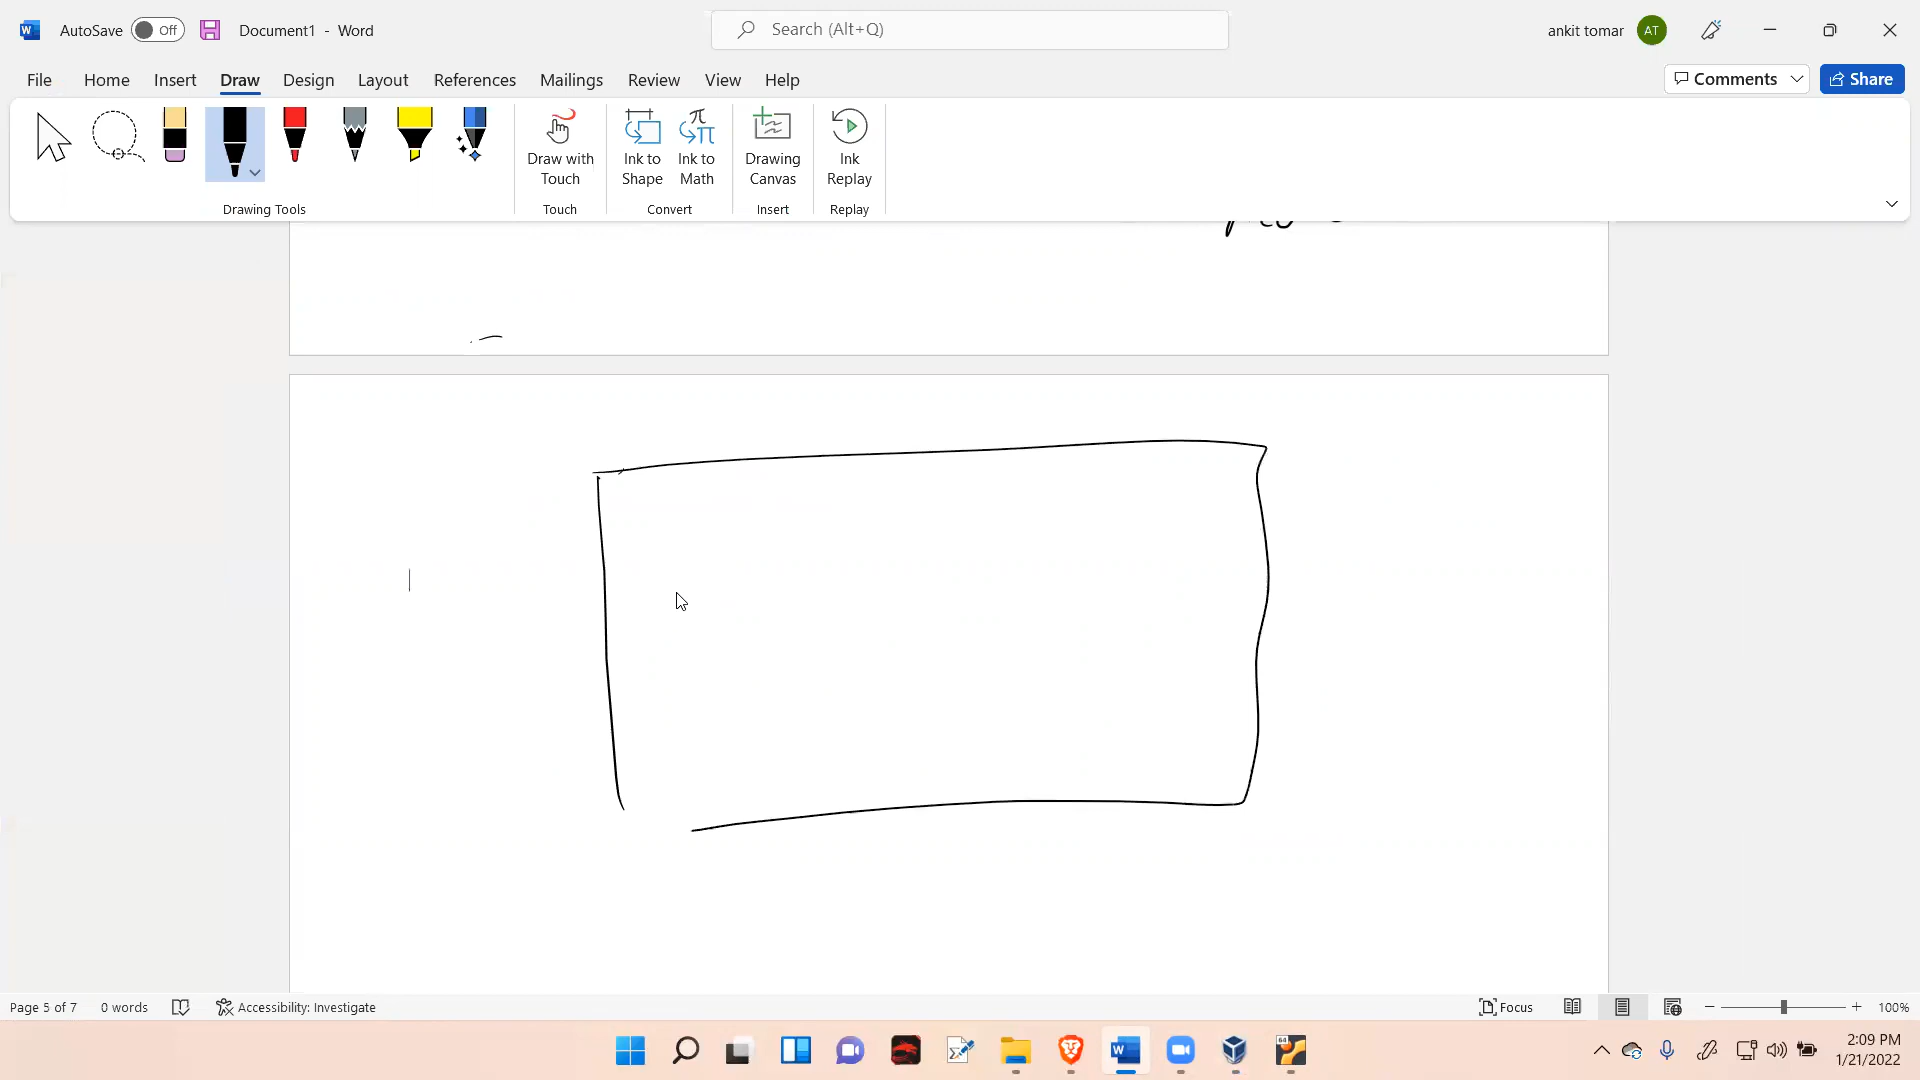 AutoSave Off Document1 - Word Search (Alt+Q) ankit tomar AT
File Home Insert Draw Design Layout References Mailings Review View Help Comments Share
Draw with Touch
Ink to Shape
Ink to Math
Drawing Canvas
Ink Replay
Drawing Tools Touch Convert Insert Replay
Page 5 of 7 0 words Accessibility: Investigate Focus 100%
64
2:09 PM
1/21/2022